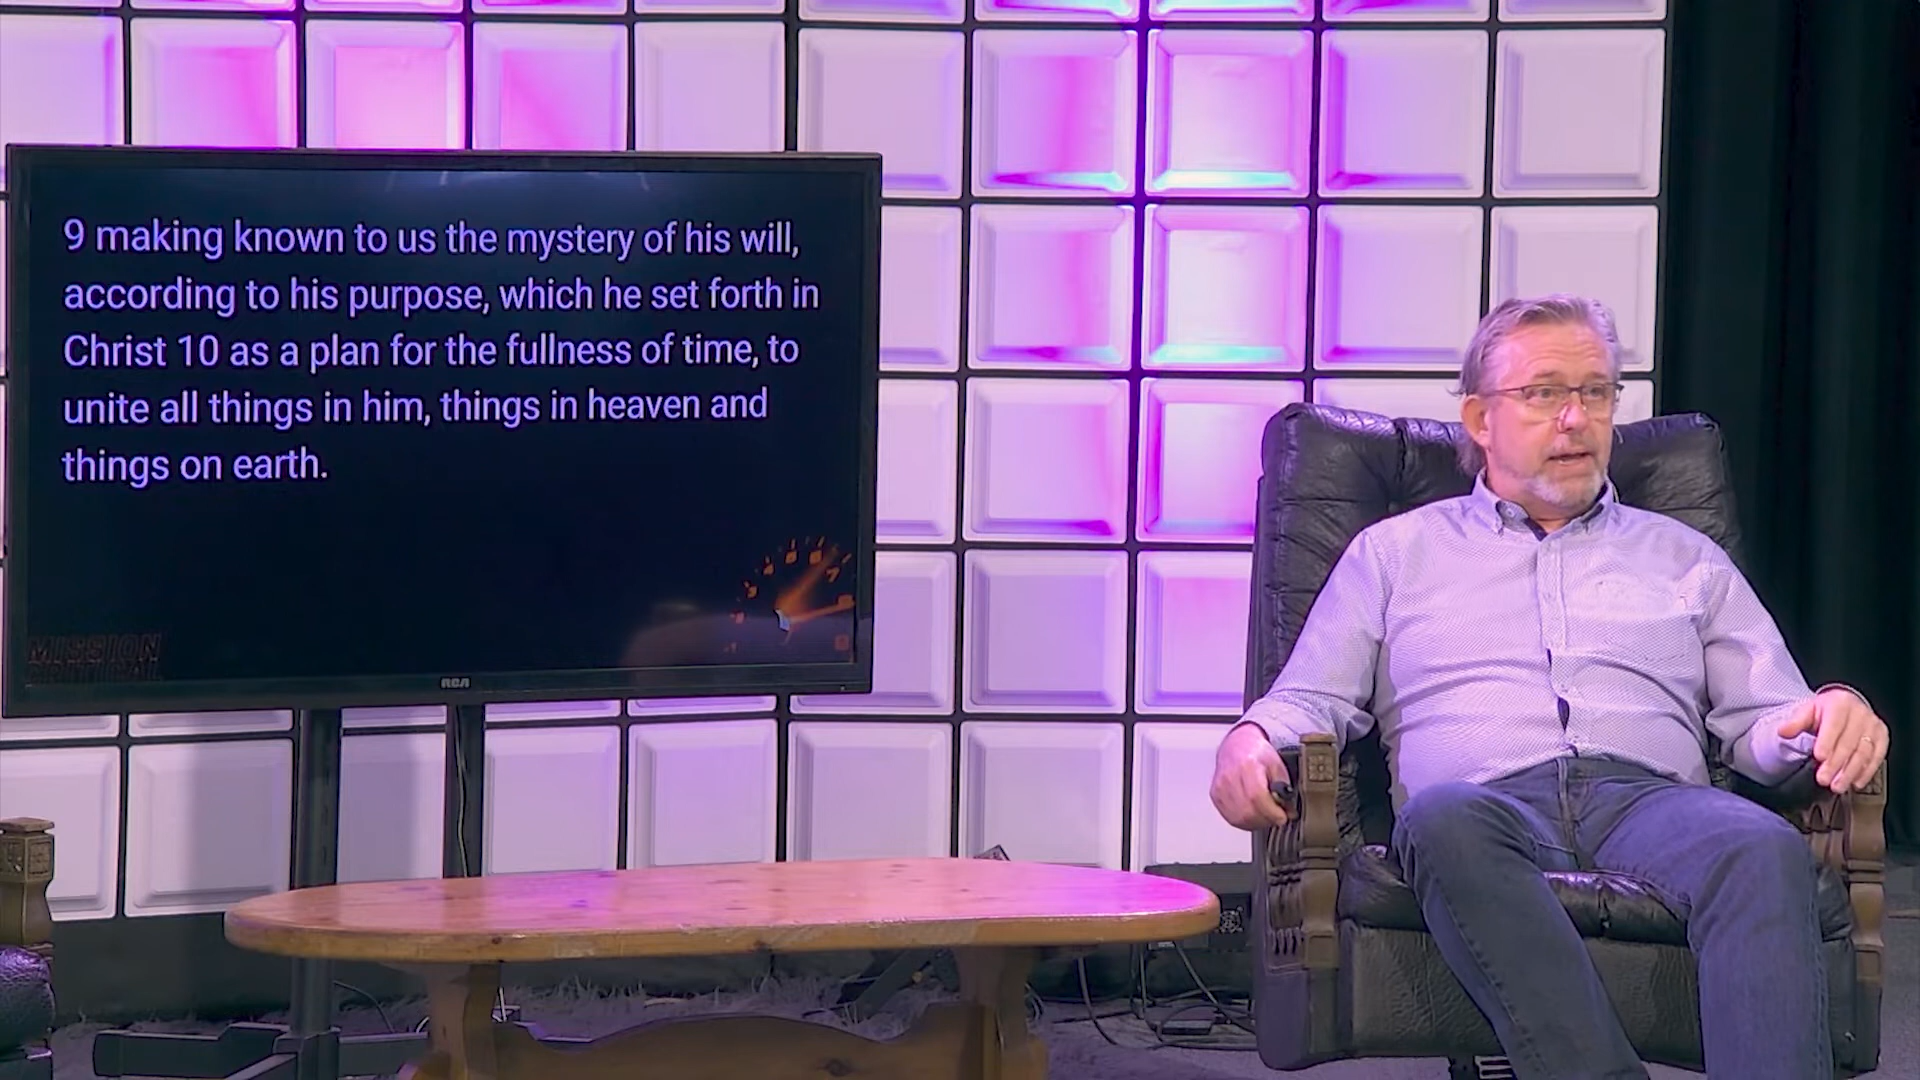 9 making known to us the mystery of his will,
according to his purpose, which he set forth in
Christ 10 as a plan for the fullness of time, to
unite all things in him, things in heaven and
things on earth.
MISSION
CRITICAL
RCA